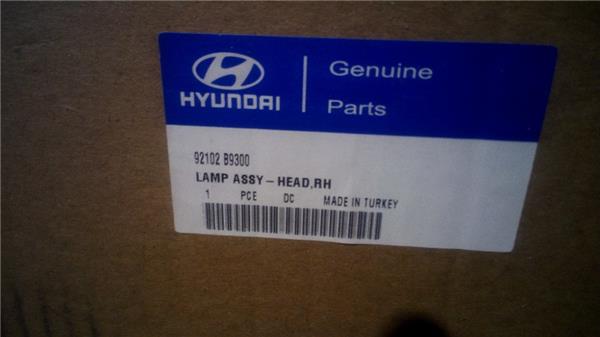 HYUNDAI
Genuine
Parts
92102 B9300
LAMP ASSY-HEAD,RH
1 PCE DC MADE IN TURKEY